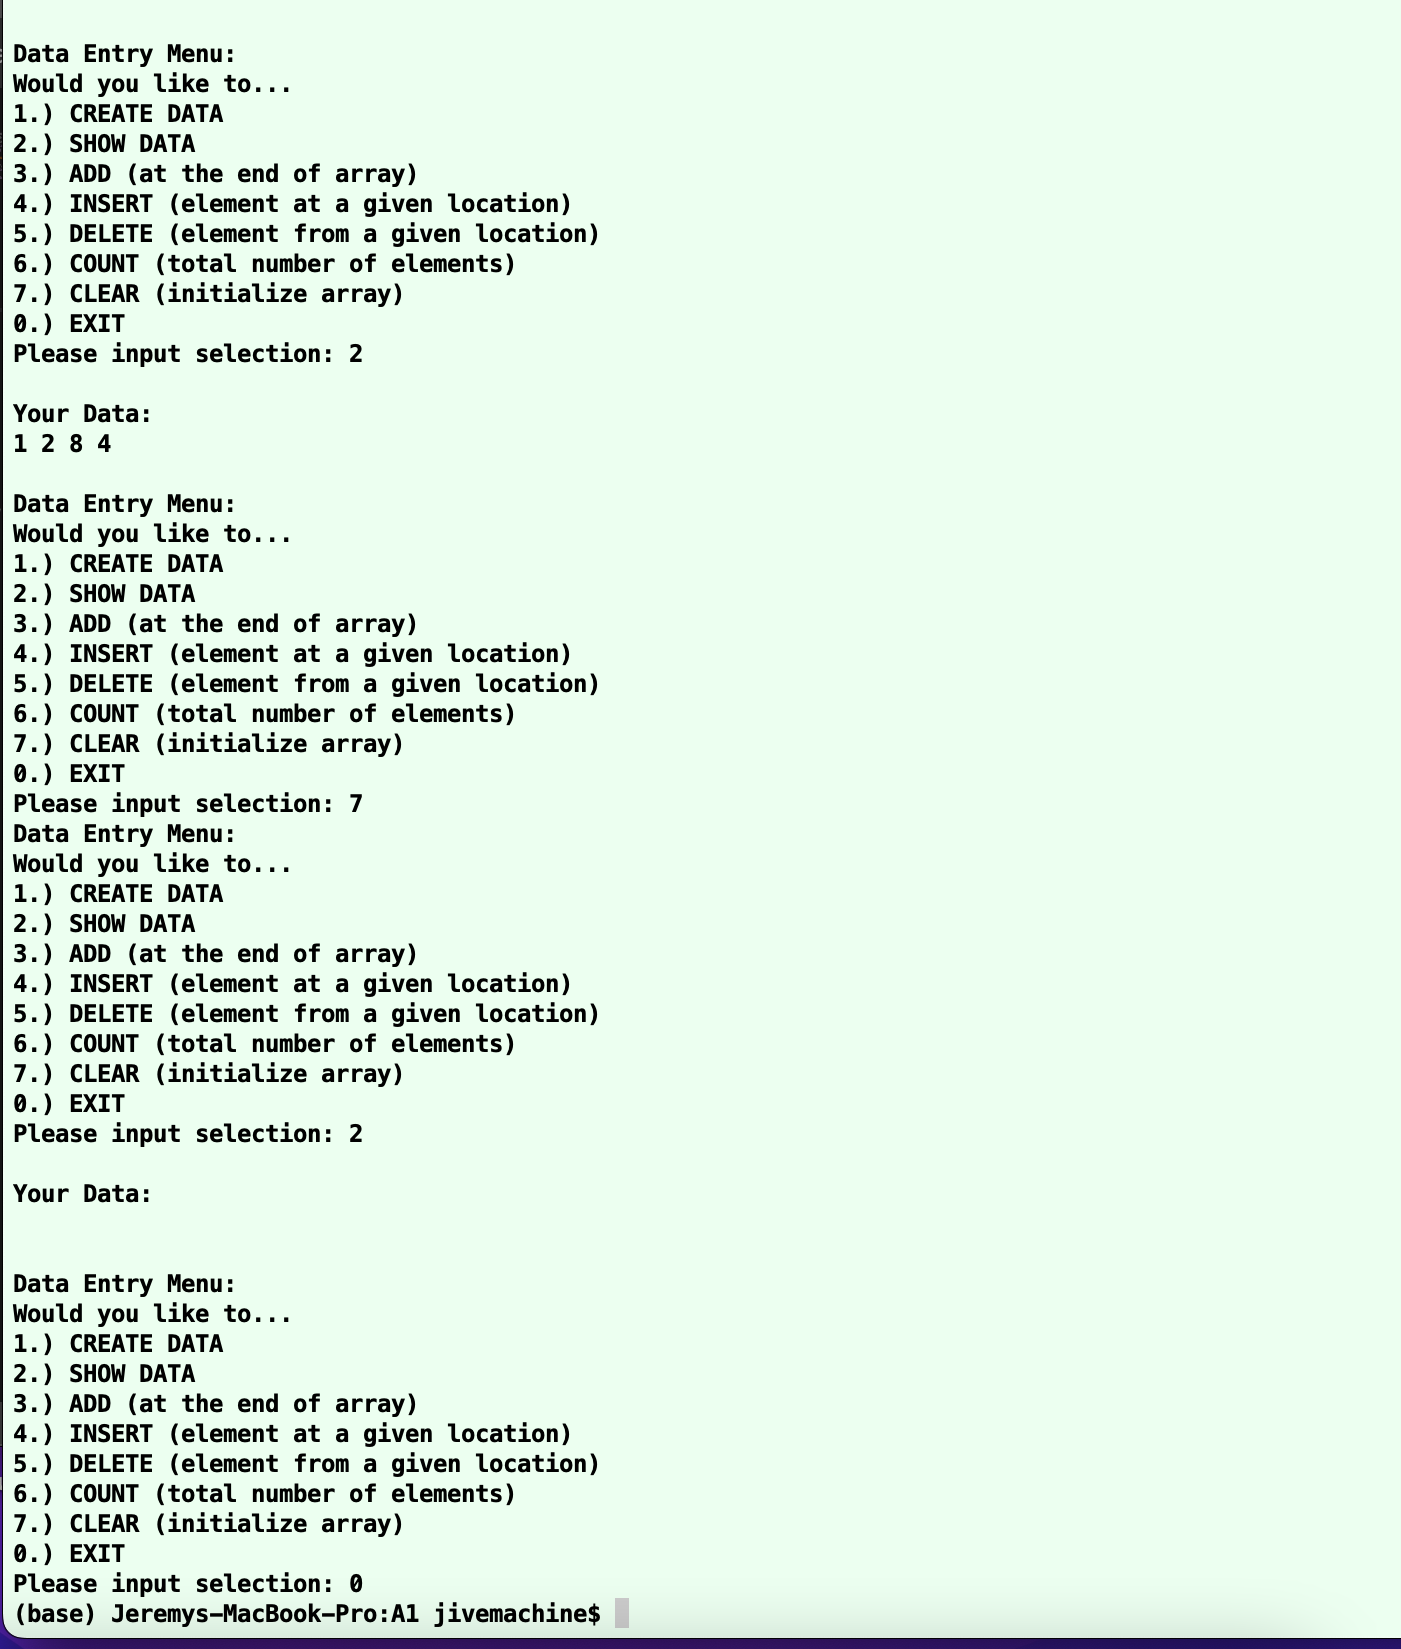 Data Entry Menu:
Would you like to...
1.) CREATE DATA
2.) SHOW DATA
3.) ADD (at the end of array)
4.) INSERT (element at a given location)
5.) DELETE (element from a given location)
6.) COUNT (total number of elements)
7.) CLEAR (initialize array)
0.) EXIT
Please input selection: 2

Your Data:
1 2 8 4

Data Entry Menu:
Would you like to...
1.) CREATE DATA
2.) SHOW DATA
3.) ADD (at the end of array)
4.) INSERT (element at a given location)
5.) DELETE (element from a given location)
6.) COUNT (total number of elements)
7.) CLEAR (initialize array)
0.) EXIT
Please input selection: 7
Data Entry Menu:
Would you like to...
1.) CREATE DATA
2.) SHOW DATA
3.) ADD (at the end of array)
4.) INSERT (element at a given location)
5.) DELETE (element from a given location)
6.) COUNT (total number of elements)
7.) CLEAR (initialize array)
0.) EXIT
Please input selection: 2

Your Data:


Data Entry Menu:
Would you like to...
1.) CREATE DATA
2.) SHOW DATA
3.) ADD (at the end of array)
4.) INSERT (element at a given location)
5.) DELETE (element from a given location)
6.) COUNT (total number of elements)
7.) CLEAR (initialize array)
0.) EXIT
Please input selection: 0
(base) Jeremys-MacBook-Pro:A1 jivemachine$